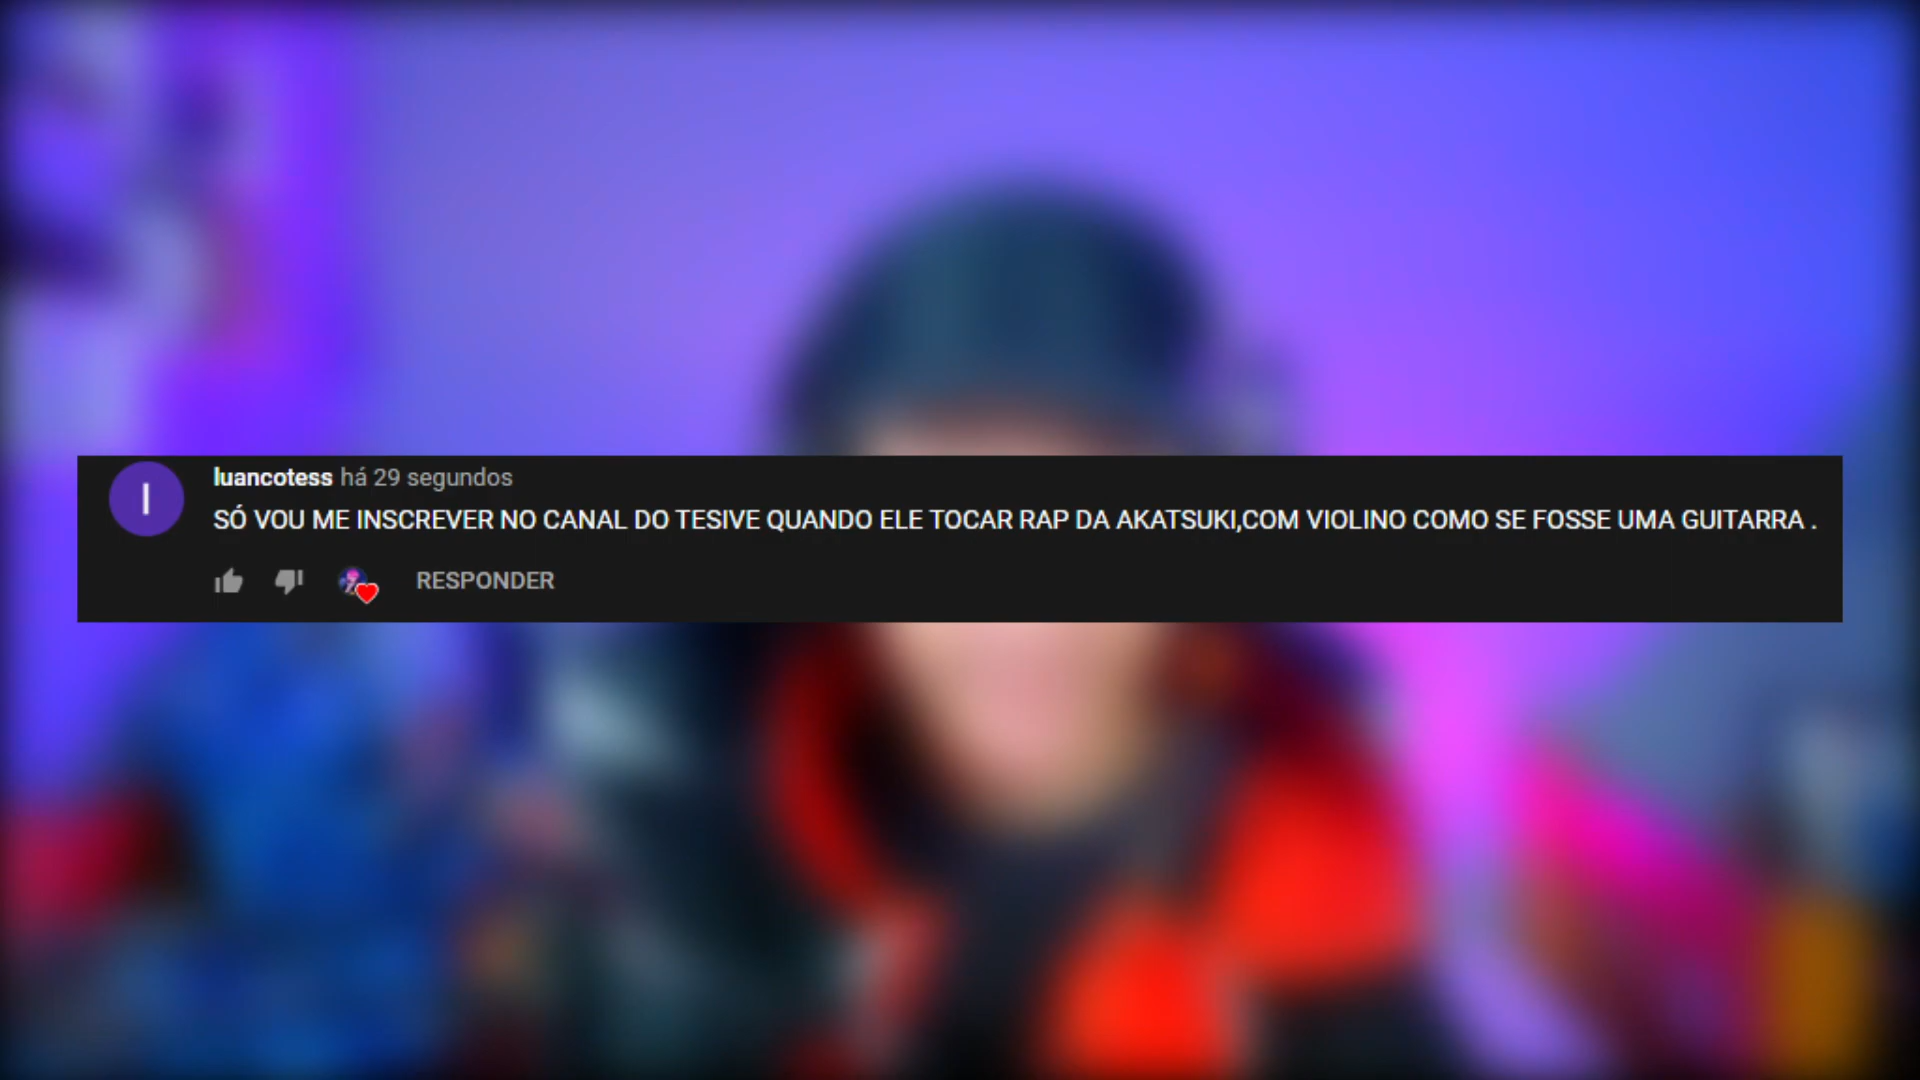 l
luancotess há 29 segundos
SÓ VOU ME INSCREVER NO CANAL DO TESIVE QUANDO ELE TOCAR RAP DA AKATSUKI,COM VIOLINO COMO SE FOSSE UMA GUITARRA .
RESPONDER